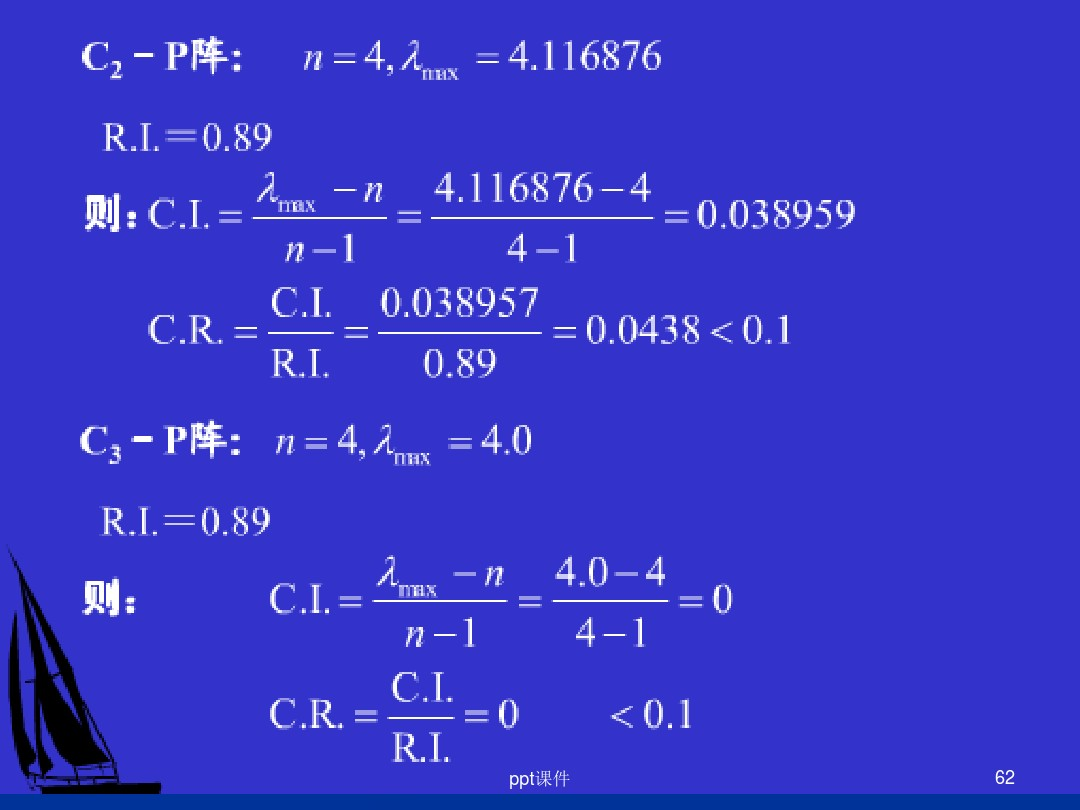 C₂－P阵： n = 4, λmax = 4.116876
R.I.＝0.89
则：C.I. = (λmax − n)/(n − 1) = (4.116876 − 4)/(4 − 1) = 0.038959
C.R. = C.I./R.I. = 0.038957/0.89 = 0.0438 < 0.1
C₃－P阵： n = 4, λmax = 4.0
R.I.＝0.89
则： C.I. = (λmax − n)/(n − 1) = (4.0 − 4)/(4 − 1) = 0
C.R. = C.I./R.I. = 0 < 0.1
ppt课件 62